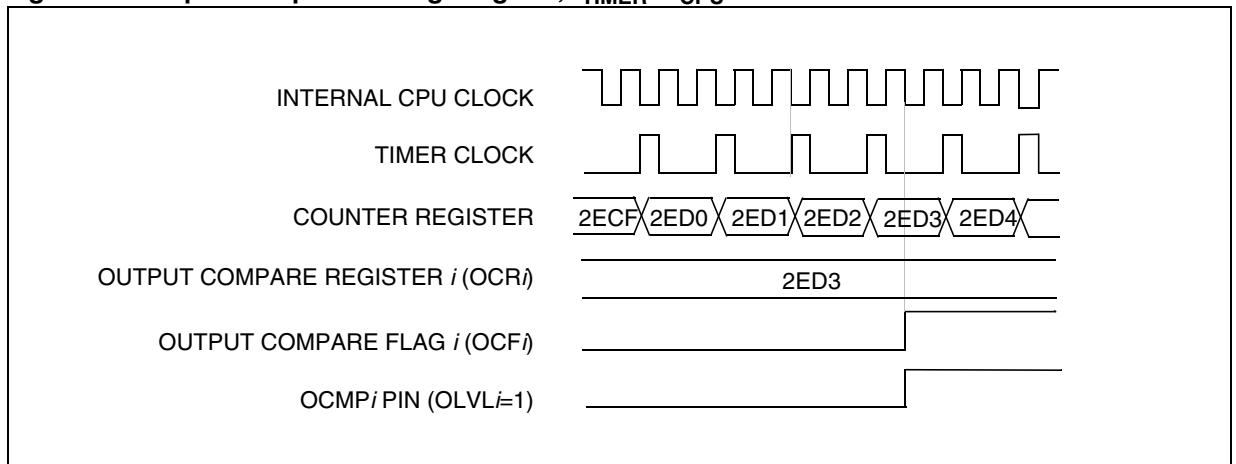 INTERNAL CPU CLOCK
TIMER CLOCK
COUNTER REGISTER
2ECF 2ED0 2ED1 2ED2 2ED3 2ED4
OUTPUT COMPARE REGISTER i (OCRi)
2ED3
OUTPUT COMPARE FLAG i (OCFi)
OCMPi PIN (OLVLi=1)